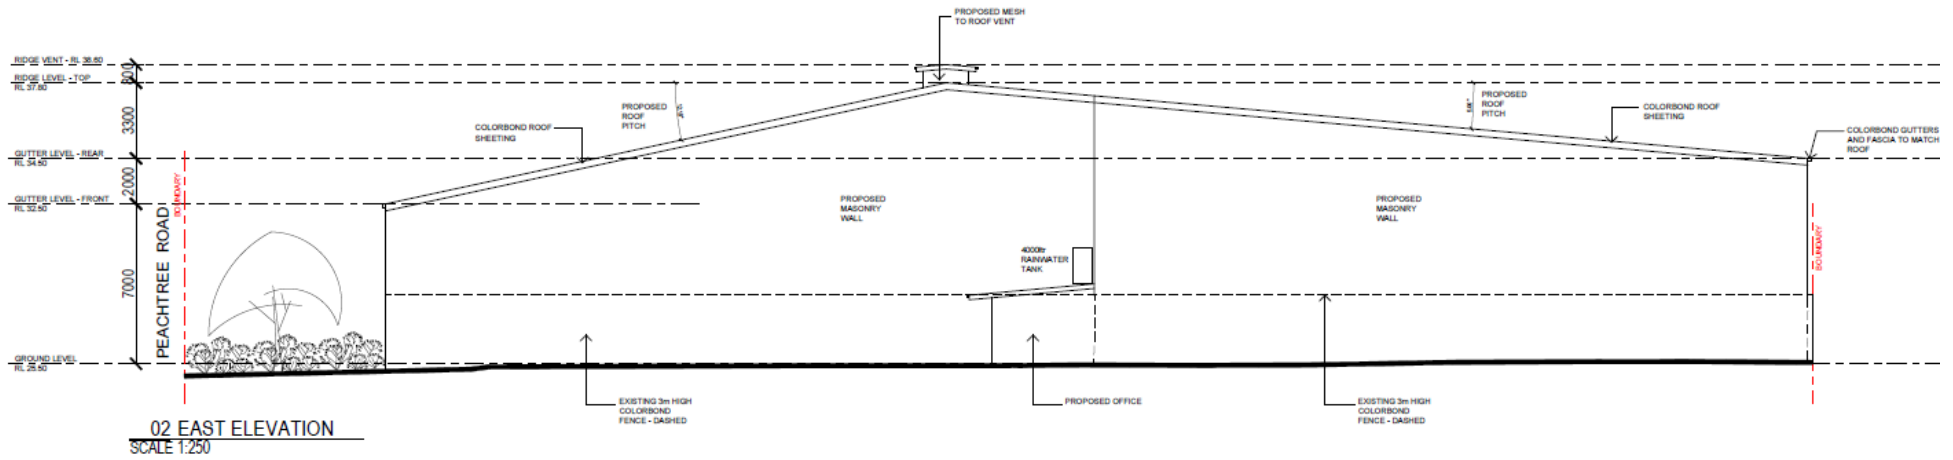 PROPOSED MESH
TO ROOF VENT
RIDGE VENT - RL 38.60
RIDGE LEVEL - TOP
RL 37.80
800
PROPOSED
ROOF
PITCH
PROPOSED
ROOF
PITCH
COLORBOND ROOF
SHEETING
COLORBOND ROOF
SHEETING
3300
COLORBOND GUTTERS
AND FASCIA TO MATCH
ROOF
GUTTER LEVEL - REAR
RL 34.50
2000
BOUNDARY
GUTTER LEVEL - FRONT
RL 32.50
PROPOSED
MASONRY
WALL
PROPOSED
MASONRY
WALL
PEACHTREE ROAD
7000
4000ltr
RAINWATER
TANK
BOUNDARY
GROUND LEVEL
RL 25.50
EXISTING 3m HIGH
COLORBOND
FENCE - DASHED
PROPOSED OFFICE
EXISTING 3m HIGH
COLORBOND
FENCE - DASHED
02 EAST ELEVATION
SCALE 1:250